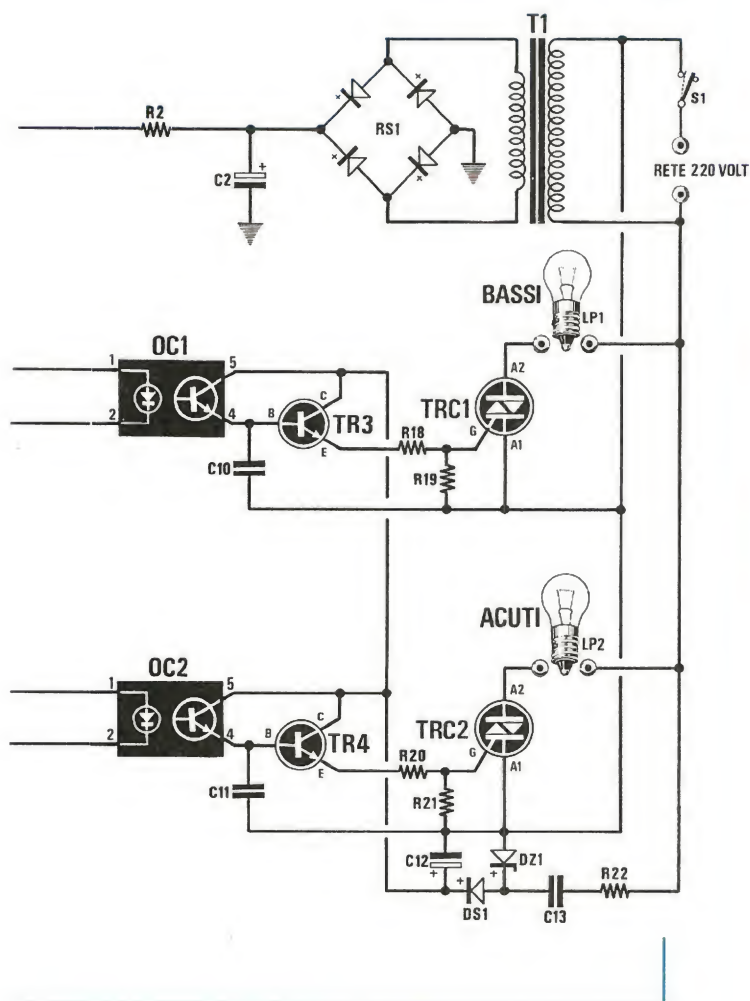 T1
R2
RS1
S1
C2
RETE 220 VOLT
BASSI
LP1
OC1
A2
1
5
C
TR3
TRC1
2
4
B
E
R18
G
A1
C10
R19
ACUTI
LP2
OC2
A2
1
5
C
TR4
TRC2
2
4
B
E
R20
G
A1
C11
R21
C12
DZ1
R22
DS1
C13